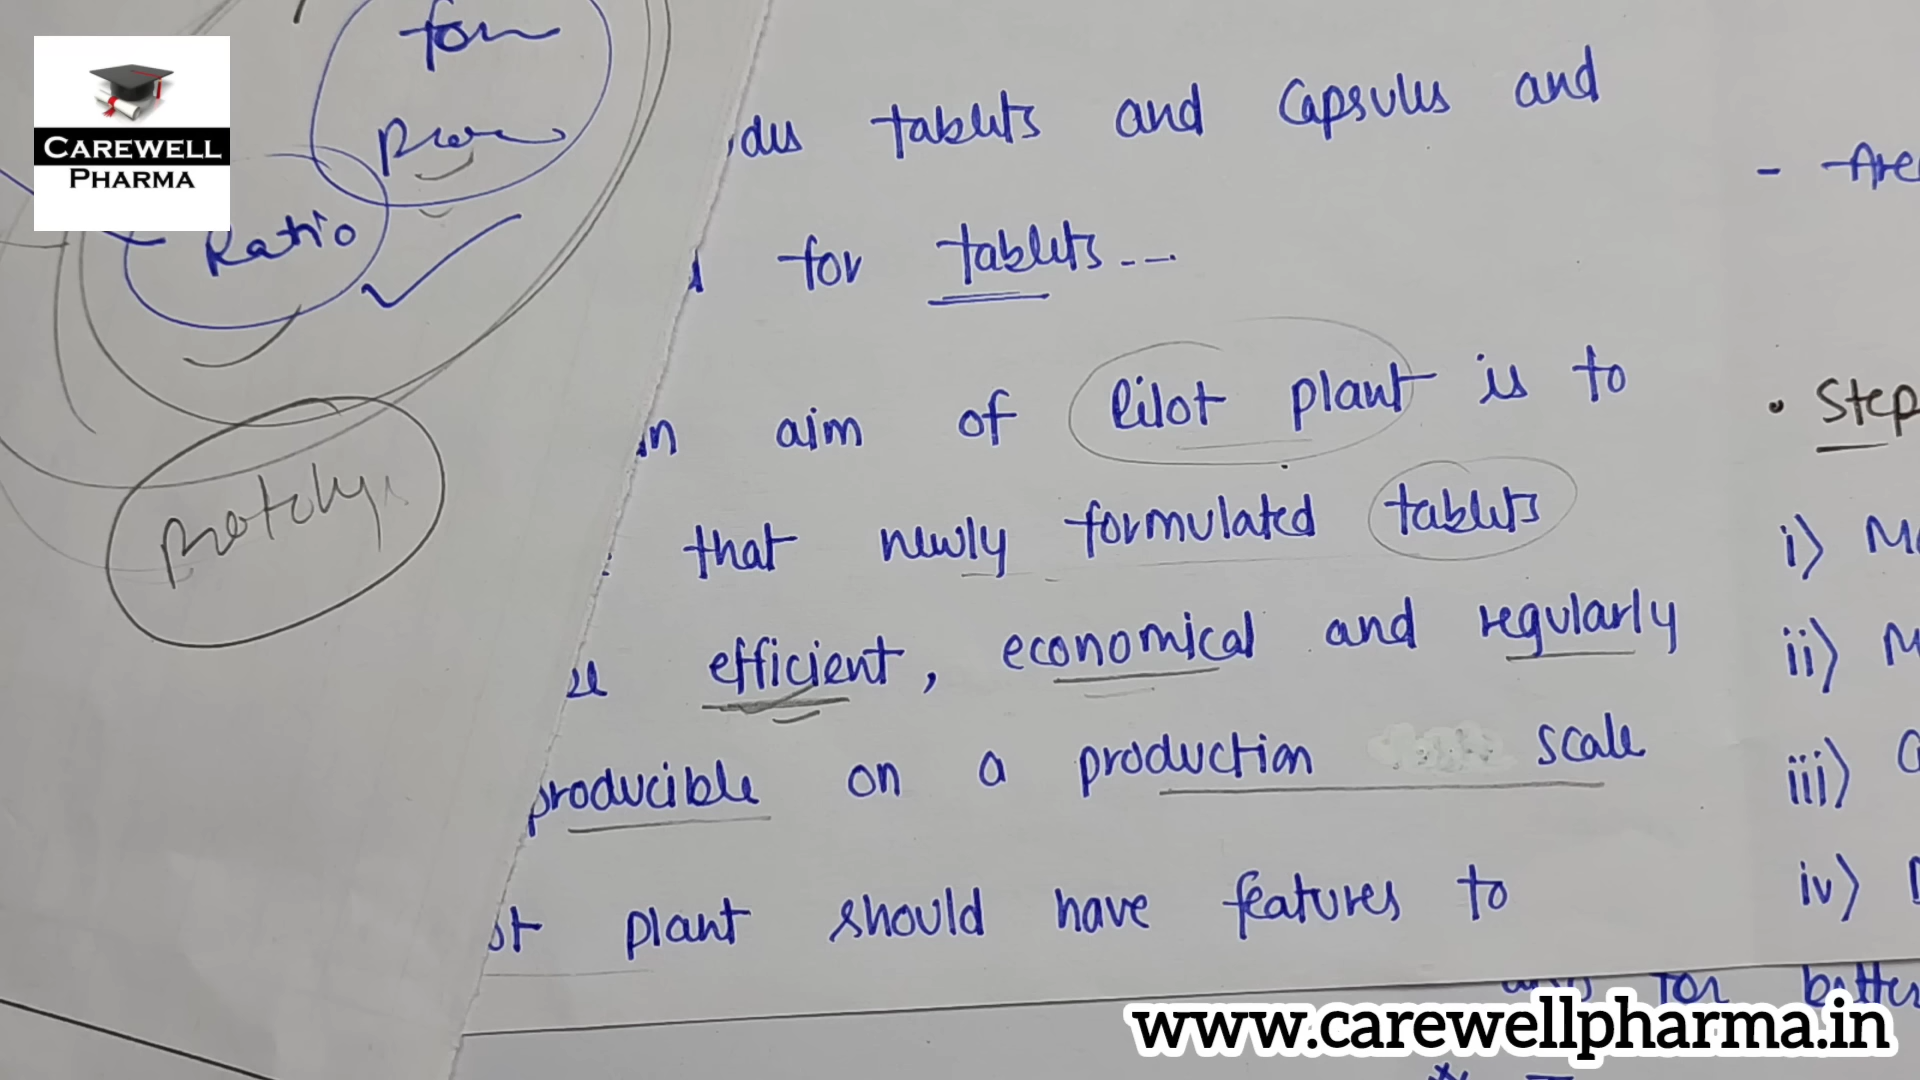 CAREWELL
PHARMA
Ratio
tablets and capsules and
for tablets---
aim of Pilot plant is to
that newly formulated tablets
efficient, economical and regularly
producible on a production scale
plant should have features to
- Are
• Step
i) M
ii) M
iii)
iv)
for
www.carewellpharma.in